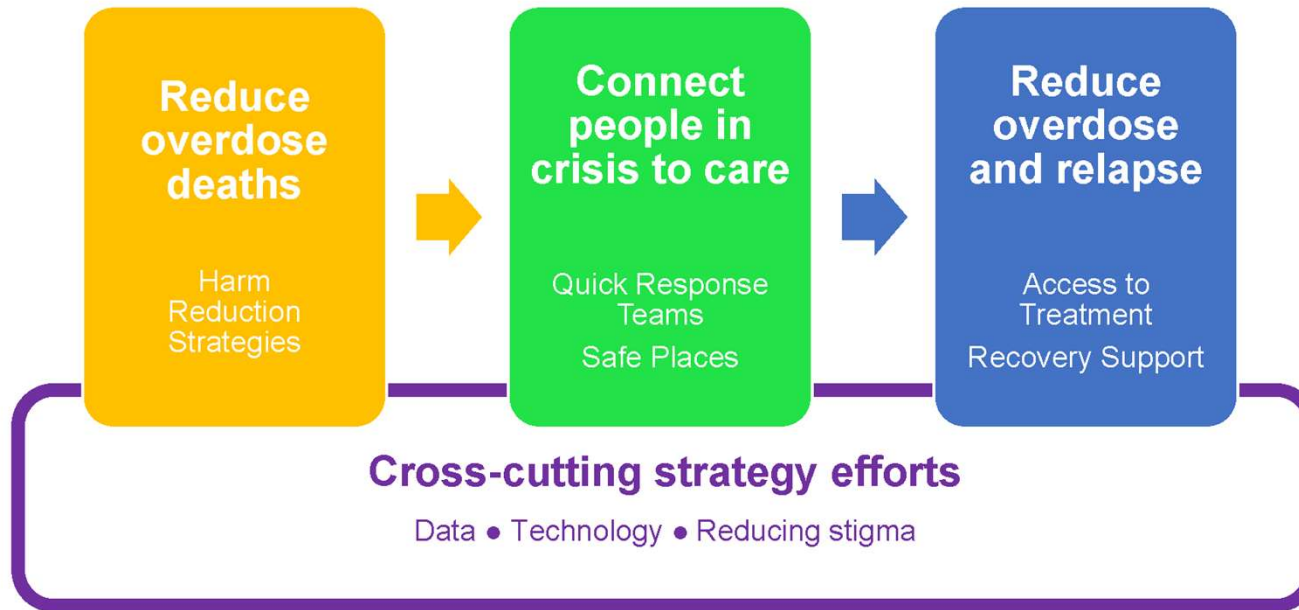 Reduce
overdose
deaths
Harm
Reduction
Strategies
Connect
people in
crisis to care
Quick Response
Teams
Safe Places
Reduce
overdose
and relapse
Access to
Treatment
Recovery Support
Cross-cutting strategy efforts
Data ● Technology ● Reducing stigma